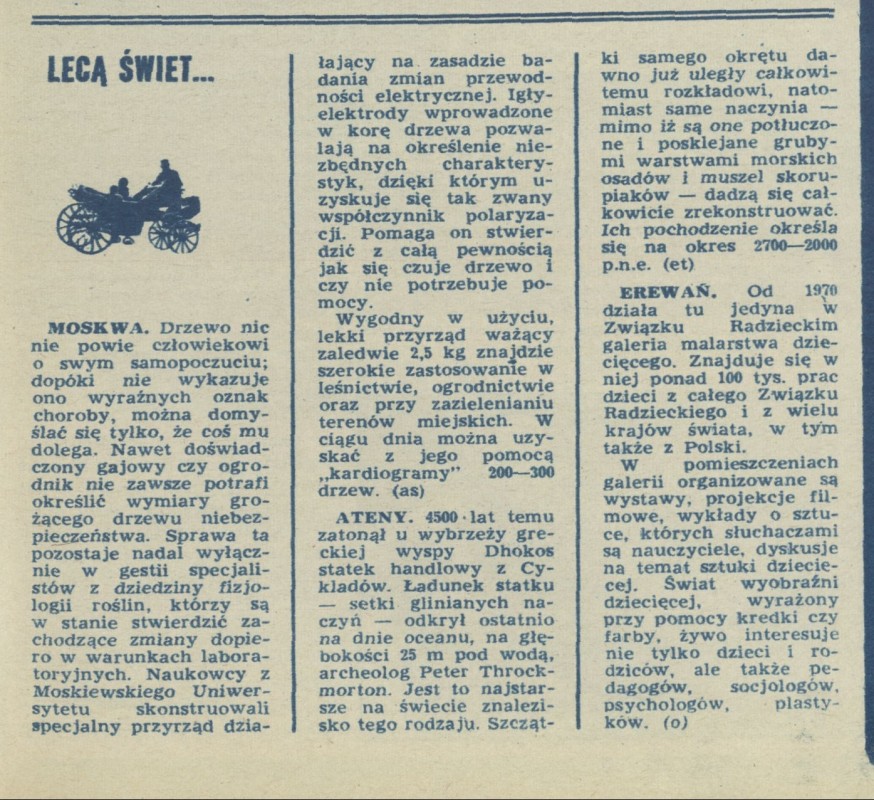 LECĄ ŚWIET...
MOSKWA. Drzewo nic
nie powie człowiekowi
o swym samopoczuciu;
dopóki nie wykazuje
ono wyraźnych oznak
choroby, można domy-
ślać się tylko, że coś mu
dolega. Nawet doświad-
czony gajowy czy ogro-
dnik nie zawsze potrafi
określić wymiary gro-
żącego drzewu niebez-
pieczeństwa. Sprawa ta
pozostaje nadal wyłącz-
nie w gestii specjali-
stów z dziedziny fizjo-
logii roślin, którzy są
w stanie stwierdzić za-
chodzące zmiany dopie-
ro w warunkach labora-
toryjnych. Naukowcy z
Moskiewskiego Uniwer-
sytetu skonstruowali
specjalny przyrząd dzia-
łający na zasadzie ba-
dania zmian przewod-
ności elektrycznej. Igły-
elektrody wprowadzone
w korę drzewa pozwa-
lają na określenie nie-
zbędnych charaktery-
styk, dzięki którym u-
zyskuje się tak zwany
współczynnik polaryza-
cji. Pomaga on stwier-
dzić z całą pewnością
jak się czuje drzewo i
czy nie potrzebuje po-
mocy.
Wygodny w użyciu,
lekki przyrząd ważący
zaledwie 2,5 kg znajdzie
szerokie zastosowanie w
leśnictwie, ogrodnictwie
oraz przy zazielenianiu
terenów miejskich. W
ciągu dnia można uzy-
skać z jego pomocą
„kardiogramy" 200—300
drzew. (as)
ATENY. 4500 lat temu
zatonął u wybrzeży gre-
ckiej wyspy Dhokos
statek handlowy z Cy-
kladów. Ładunek statku
— setki glinianych na-
czyń — odkrył ostatnio
na dnie oceanu, na głę-
bokości 25 m pod wodą,
archeolog Peter Throck-
morton. Jest to najstar-
sze na świecie znalezi-
sko tego rodzaju. Szcząt-
ki samego okrętu da-
wno już uległy całkowi-
temu rozkładowi, nato-
miast same naczynia —
mimo iż są one potłuczo-
ne i posklejane gruby-
mi warstwami morskich
osadów i muszel skoru-
piaków — dadzą się cał-
kowicie zrekonstruować.
Ich pochodzenie określa
się na okres 2700—2000
p.n.e. (et)
EREWAŃ. Od 1970
działa tu jedyna w
Związku Radzieckim
galeria malarstwa dzie-
cięcego. Znajduje się w
niej ponad 100 tys. prac
dzieci z całego Związku
Radzieckiego i z wielu
krajów świata, w tym
także z Polski.
W pomieszczeniach
galerii organizowane są
wystawy, projekcje fil-
mowe, wykłady o sztu-
ce, których słuchaczami
są nauczyciele, dyskusje
na temat sztuki dziecię-
cej. Świat wyobraźni
dziecięcej, wyrażony
przy pomocy kredki czy
farby, żywo interesuje
nie tylko dzieci i ro-
dziców, ale także pe-
dagogów, socjologów,
psychologów, plasty-
ków. (o)